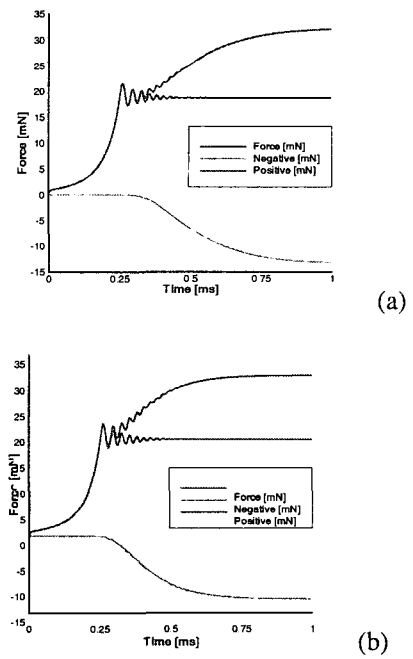 35
30
25
20
15
10
5
0
-5
-10
-15
Force [mN]
Force [mN]
Negative [mN]
Positive [mN]
0
0.25
0.5
0.75
1
Time [ms]
(a)
35
30
25
20
15
10
5
0
-5
-10
-15
Force [mN]
Force [mN]
Negative [mN]
Positive [mN]
0
0.25
0.5
0.75
1
Time [ms]
(b)